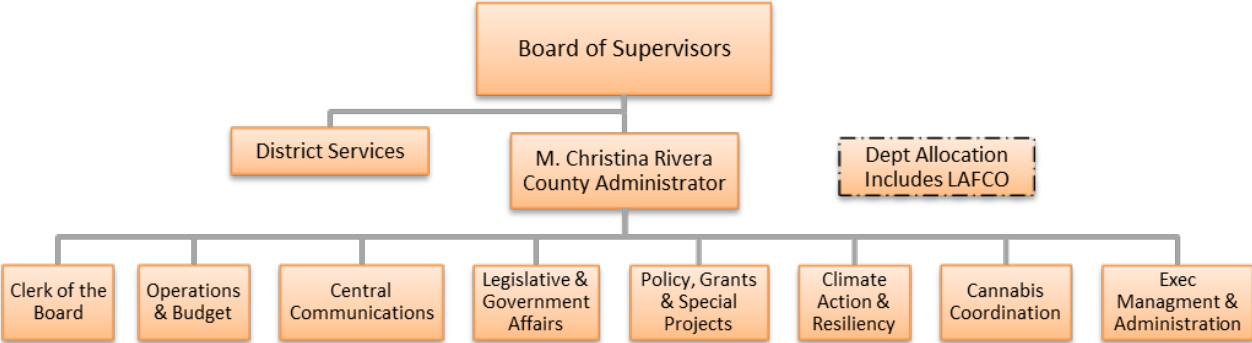 Board of Supervisors
District Services
M. Christina Rivera
County Administrator
Dept Allocation
Includes LAFCO
Clerk of the
Board
Operations
& Budget
Central
Communications
Legislative &
Government
Affairs
Policy, Grants
& Special
Projects
Climate
Action &
Resiliency
Cannabis
Coordination
Exec
Managment &
Administration